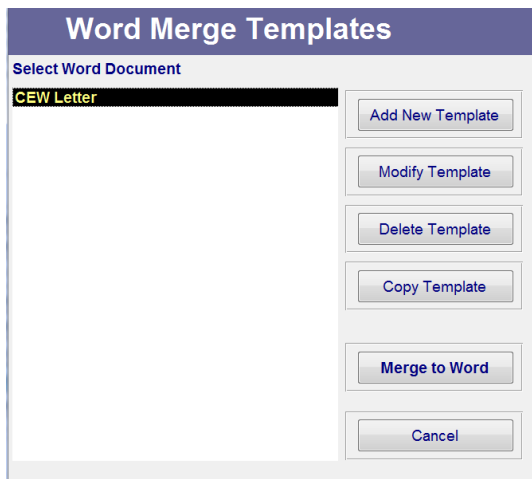 Word Merge Templates
Select Word Document
CEW Letter
Add New Template
Modify Template
Delete Template
Copy Template
Merge to Word
Cancel